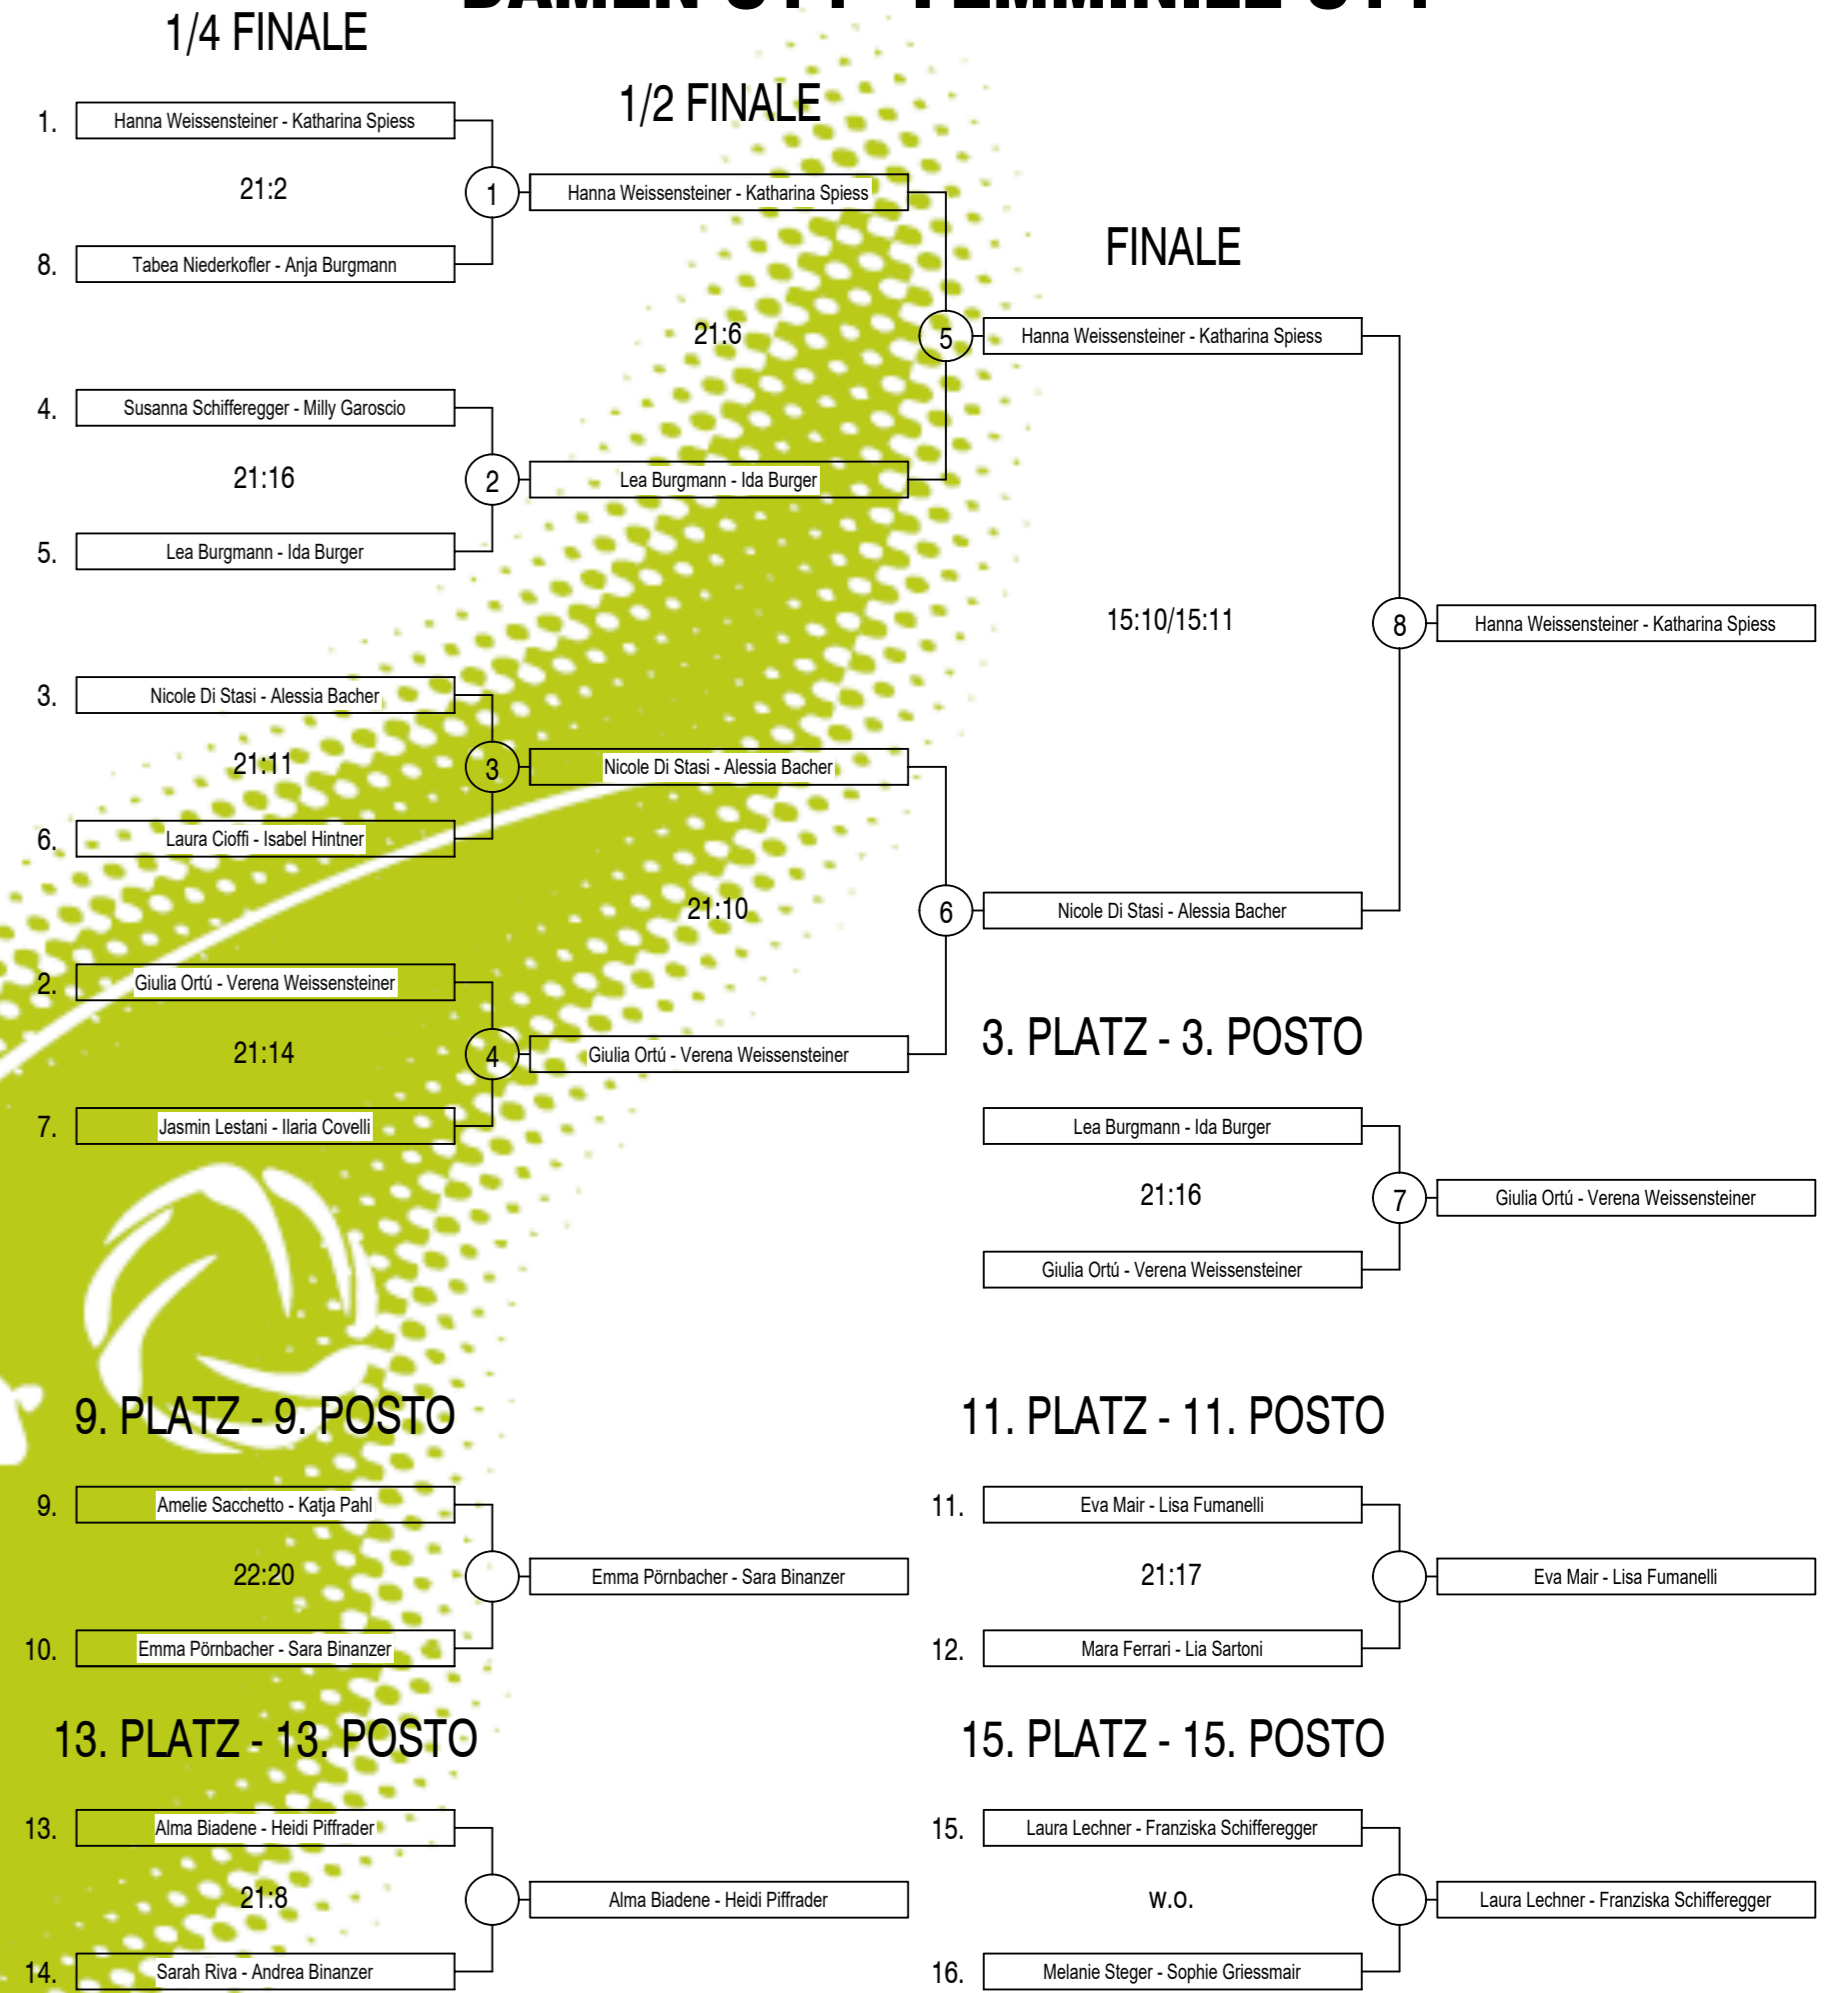 1/4 FINALE
1/2 FINALE
1. Hanna Weissensteiner - Katharina Spiess
21:2
1
Hanna Weissensteiner - Katharina Spiess
8. Tabea Niederkofler - Anja Burgmann
FINALE
21:6
5
Hanna Weissensteiner - Katharina Spiess
4. Susanna Schifferegger - Milly Garoscio
21:16
2
Lea Burgmann - Ida Burger
5. Lea Burgmann - Ida Burger
15:10/15:11
8
Hanna Weissensteiner - Katharina Spiess
3. Nicole Di Stasi - Alessia Bacher
21:11
3
Nicole Di Stasi - Alessia Bacher
6. Laura Cioffi - Isabel Hintner
21:10
6
Nicole Di Stasi - Alessia Bacher
2. Giulia Ortú - Verena Weissensteiner
21:14
4
Giulia Ortú - Verena Weissensteiner
7. Jasmin Lestani - Ilaria Covelli
3. PLATZ - 3. POSTO
Lea Burgmann - Ida Burger
21:16
7
Giulia Ortú - Verena Weissensteiner
Giulia Ortú - Verena Weissensteiner
9. PLATZ - 9. POSTO
9. Amelie Sacchetto - Katja Pahl
22:20
Emma Pörnbacher - Sara Binanzer
10. Emma Pörnbacher - Sara Binanzer
11. PLATZ - 11. POSTO
11. Eva Mair - Lisa Fumanelli
21:17
Eva Mair - Lisa Fumanelli
12. Mara Ferrari - Lia Sartoni
13. PLATZ - 13. POSTO
13. Alma Biadene - Heidi Piffrader
21:8
Alma Biadene - Heidi Piffrader
14. Sarah Riva - Andrea Binanzer
15. PLATZ - 15. POSTO
15. Laura Lechner - Franziska Schifferegger
w.o.
Laura Lechner - Franziska Schifferegger
16. Melanie Steger - Sophie Griessmair